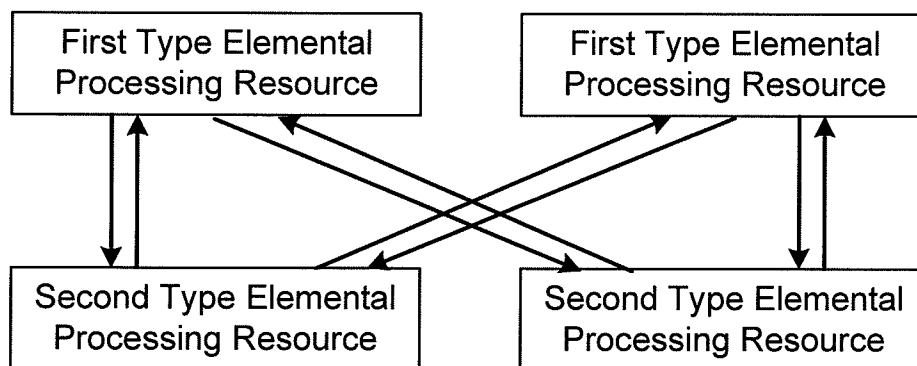 First Type Elemental
Processing Resource
First Type Elemental
Processing Resource
Second Type Elemental
Processing Resource
Second Type Elemental
Processing Resource